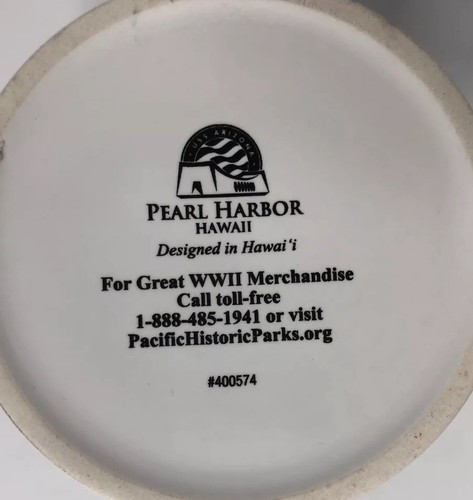 USS ARIZONA
PEARL HARBOR
HAWAII
Designed in Hawai‘i
For Great WWII Merchandise
Call toll-free
1-888-485-1941 or visit
PacificHistoricParks.org
#400574